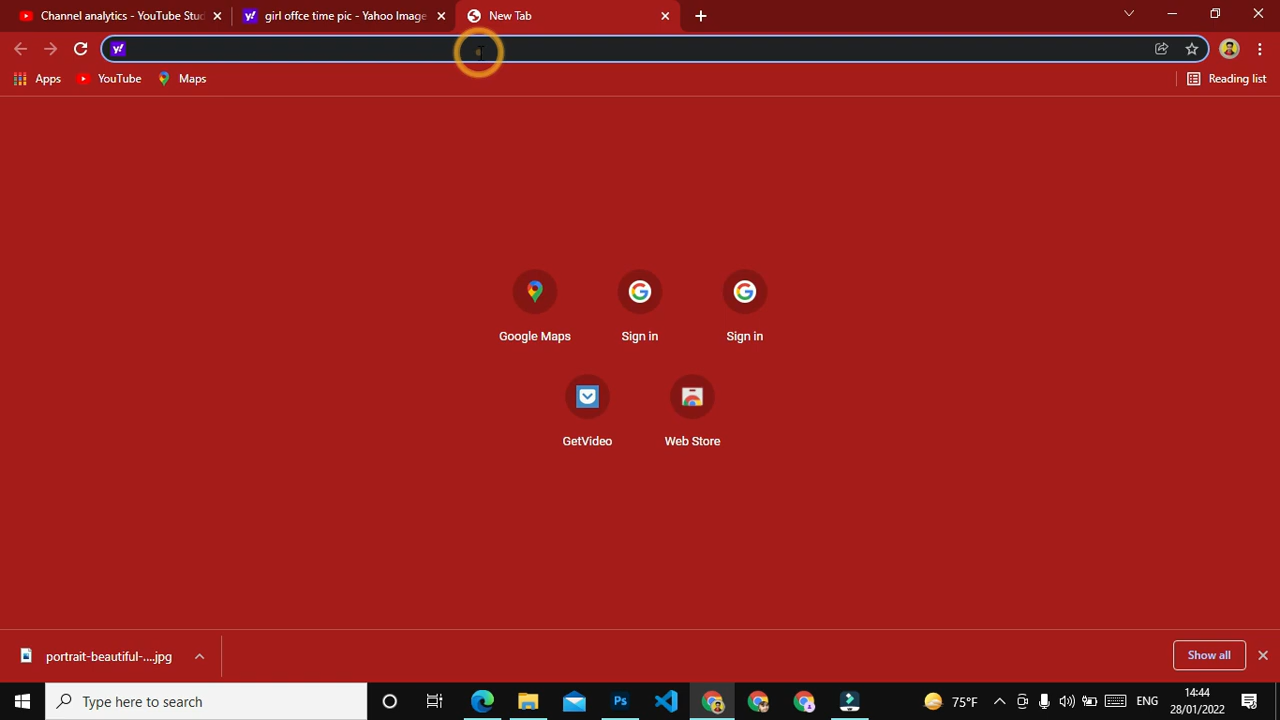 Channel analytics - YouTube Stud
girl offce time pic - Yahoo Image
New Tab
y!
Apps
YouTube
Maps
Reading list
Google Maps
Sign in
Sign in
GetVideo
Web Store
portrait-beautiful-....jpg
Show all
Type here to search
Ps
75°F
ENG
14:44
28/01/2022